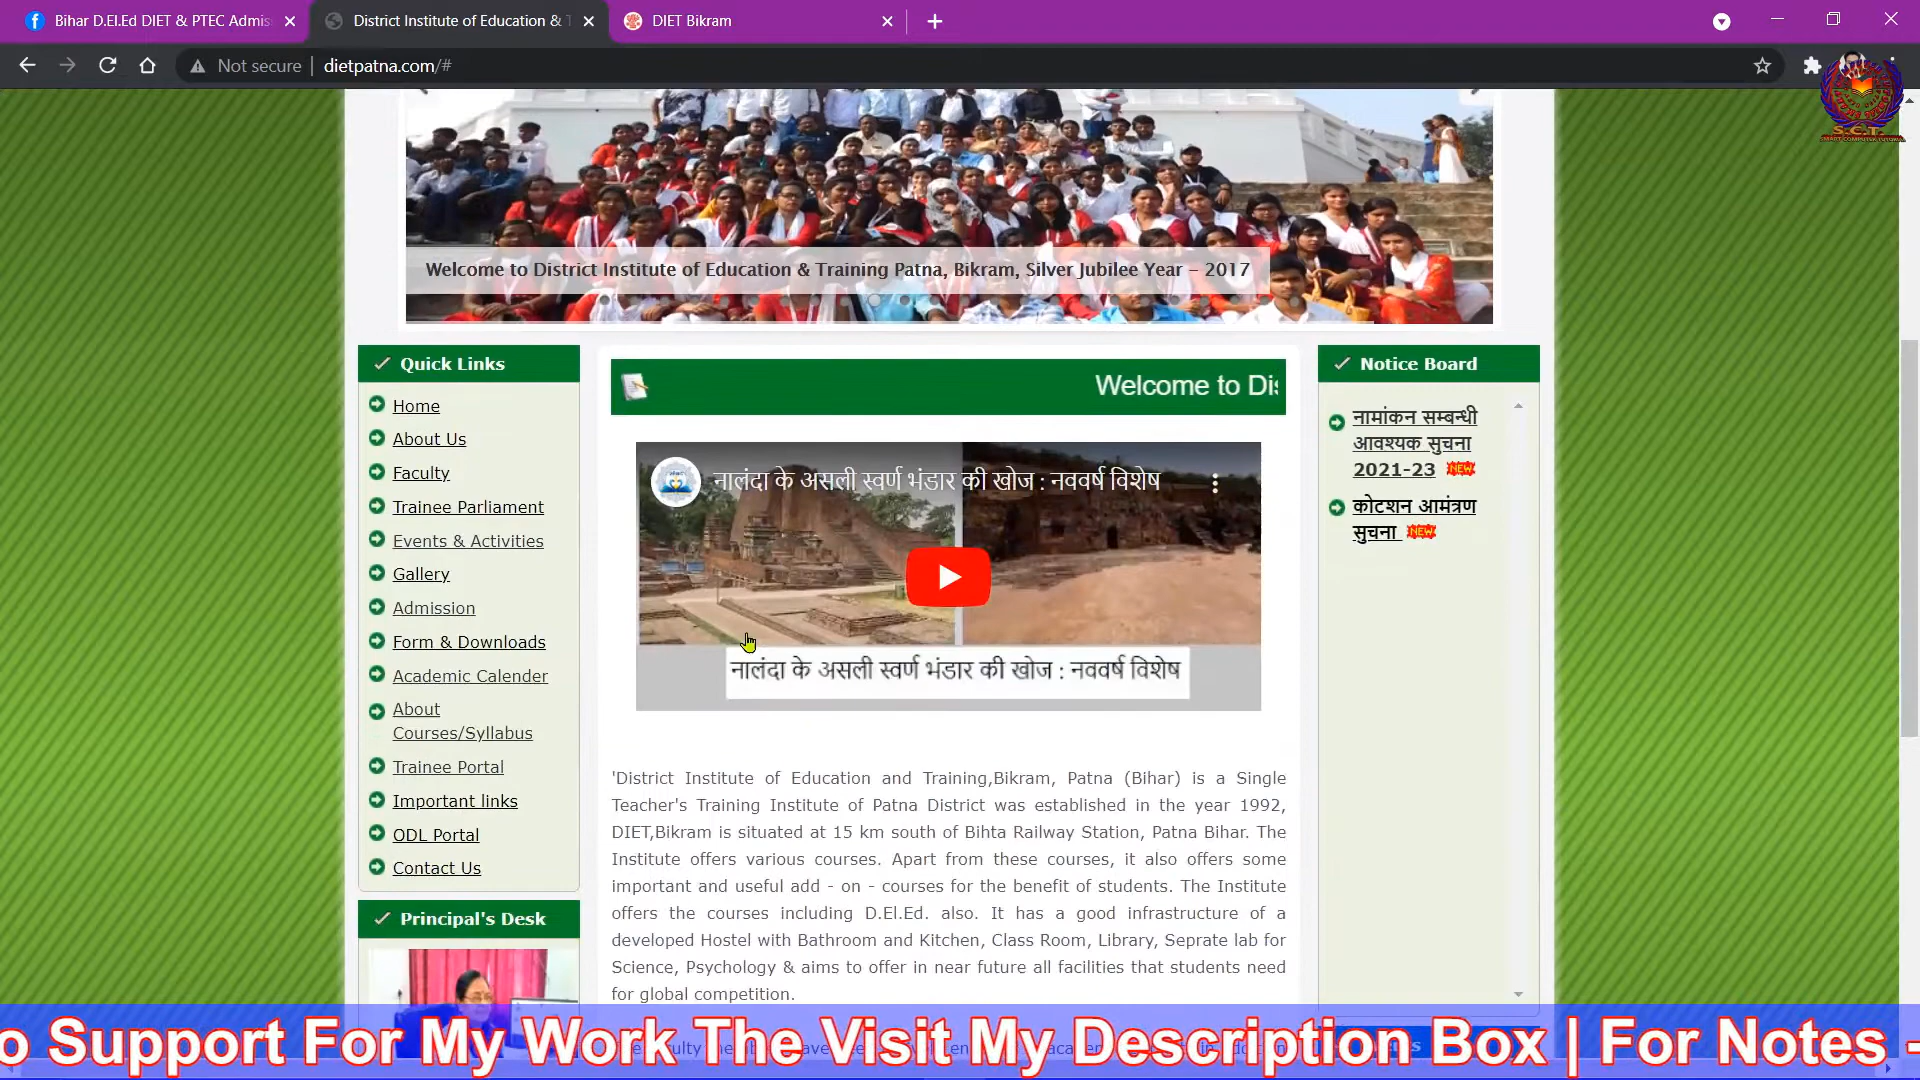 Bihar D.El.Ed DIET & PTEC Admis
District Institute of Education & T
DIET Bikram
Not secure
dietpatna.com/#
S.C.T.
SMART COMPUTER TUTORIAL
Welcome to District Institute of Education & Training Patna, Bikram, Silver Jubilee Year – 2017
Quick Links
Home
About Us
Faculty
Trainee Parliament
Events & Activities
Gallery
Admission
Form & Downloads
Academic Calender
About
Courses/Syllabus
Trainee Portal
Important links
ODL Portal
Contact Us
Principal's Desk
Welcome to Dis
नालंदा के असली स्वर्ण भंडार की खोज : नववर्ष विशेष
नालंदा के असली स्वर्ण भंडार की खोज : नववर्ष विशेष
'District Institute of Education and Training,Bikram, Patna (Bihar) is a Single
Teacher's Training Institute of Patna District was established in the year 1992,
DIET,Bikram is situated at 15 km south of Bihta Railway Station, Patna Bihar. The
Institute offers various courses. Apart from these courses, it also offers some
important and useful add - on - courses for the benefit of students. The Institute
offers the courses including D.El.Ed. also. It has a good infrastructure of a
developed Hostel with Bathroom and Kitchen, Class Room, Library, Seprate lab for
Science, Psychology & aims to offer in near future all facilities that students need
for global competition.
Notice Board
नामांकन सम्बन्धी
आवश्यक सुचना
2021-23 NEW
कोटशन आमंत्रण
सुचना NEW
o Support For My Work The Visit My Description Box | For Notes -